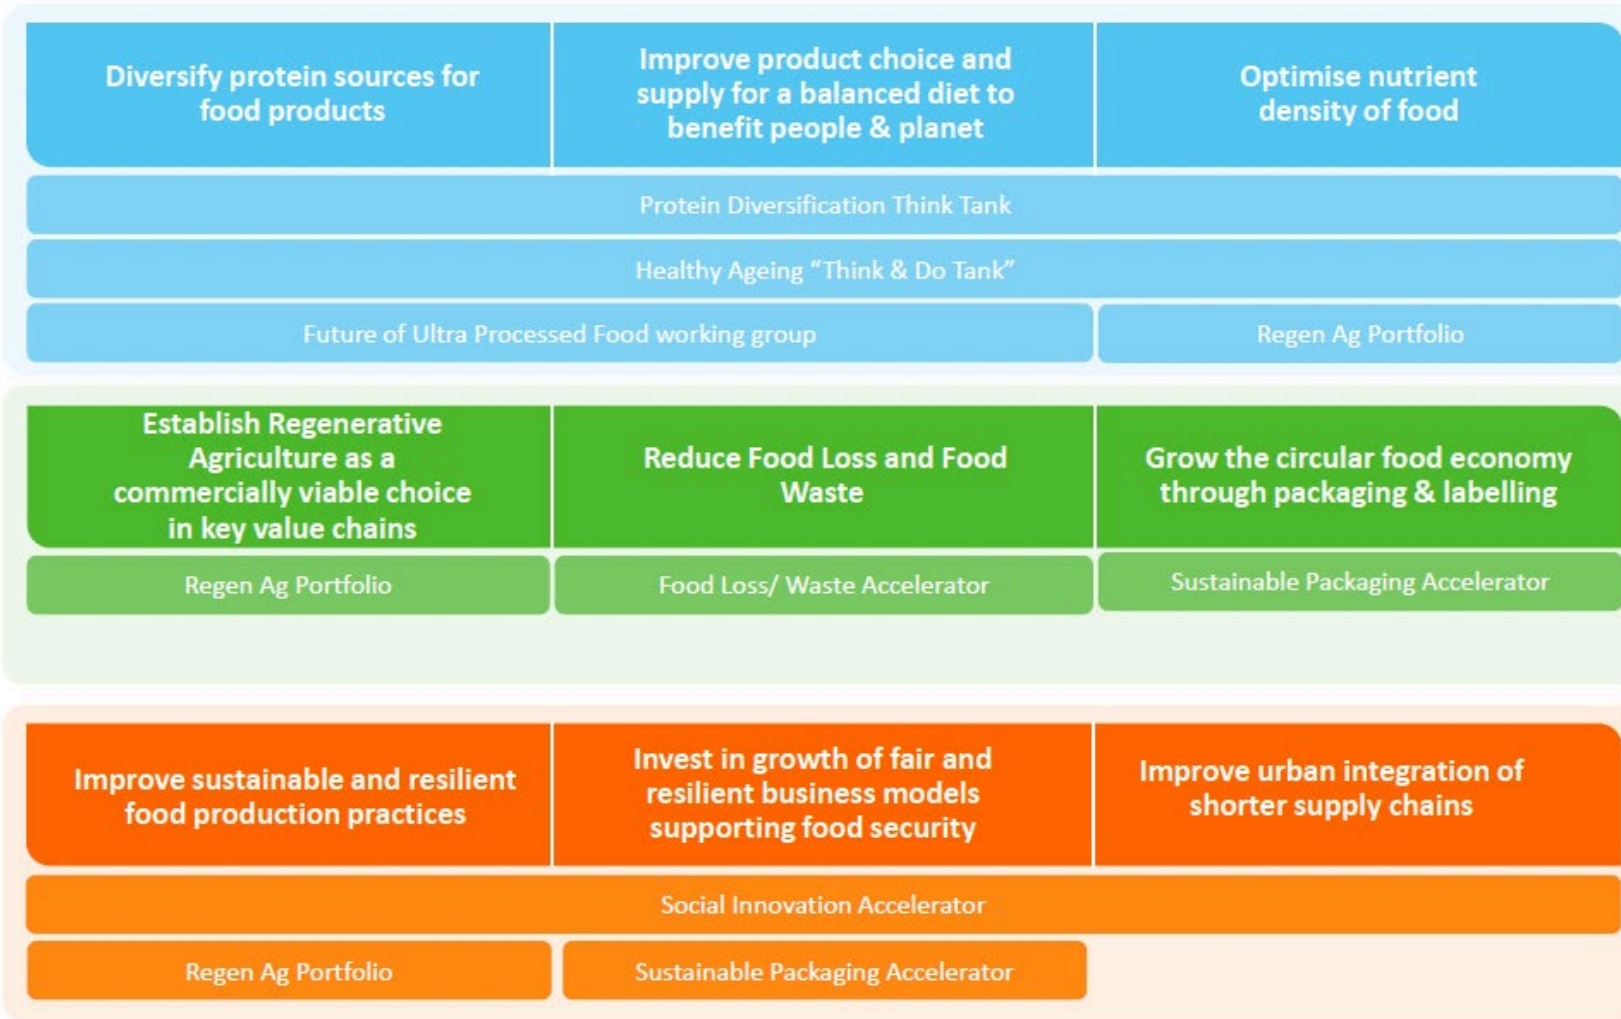 Diversify protein sources for
food products
Improve product choice and
supply for a balanced diet to
benefit people & planet
Optimise nutrient
density of food
Protein Diversification Think Tank
Healthy Ageing “Think & Do Tank”
Future of Ultra Processed Food working group
Regen Ag Portfolio
Establish Regenerative
Agriculture as a
commercially viable choice
in key value chains
Reduce Food Loss and Food
Waste
Grow the circular food economy
through packaging & labelling
Regen Ag Portfolio
Food Loss/ Waste Accelerator
Sustainable Packaging Accelerator
Improve sustainable and resilient
food production practices
Invest in growth of fair and
resilient business models
supporting food security
Improve urban integration of
shorter supply chains
Social Innovation Accelerator
Regen Ag Portfolio
Sustainable Packaging Accelerator